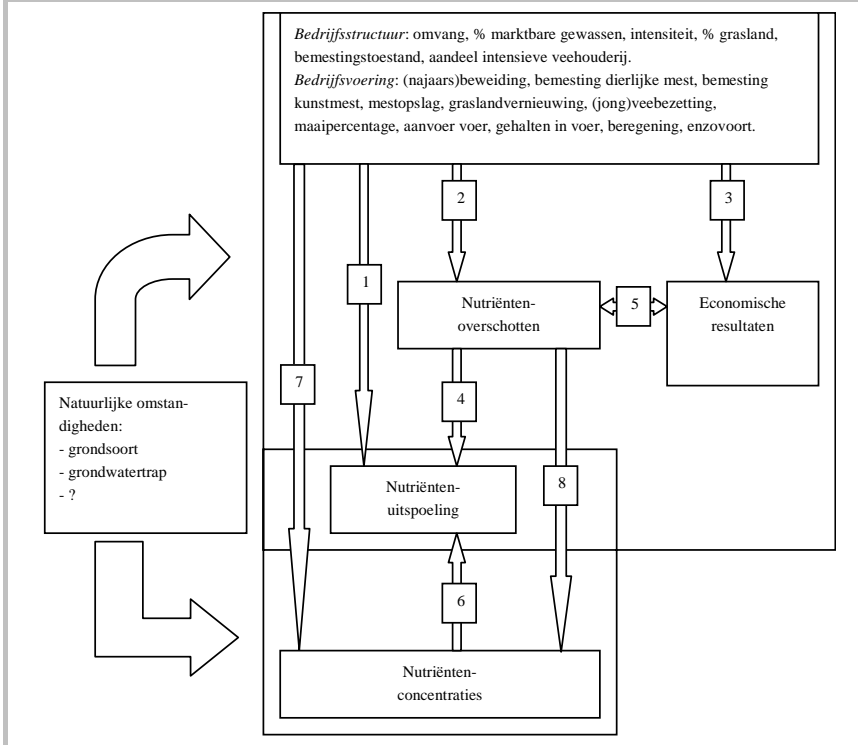 Bedrijfsstructuur: omvang, % marktbare gewassen, intensiteit, % grasland,
bemestingstoestand, aandeel intensieve veehouderij.
Bedrijfsvoering: (najaars)beweiding, bemesting dierlijke mest, bemesting
kunstmest, mestopslag, graslandvernieuwing, (jong)veebezetting,
maaipercentage, aanvoer voer, gehalten in voer, beregening, enzovoort.
2
3
1
Nutriënten-
overschotten
5
Economische
resultaten
7
4
Natuurlijke omstan-
digheden:
- grondsoort
- grondwatertrap
- ?
Nutriënten-
uitspoeling
8
6
Nutriënten-
concentraties